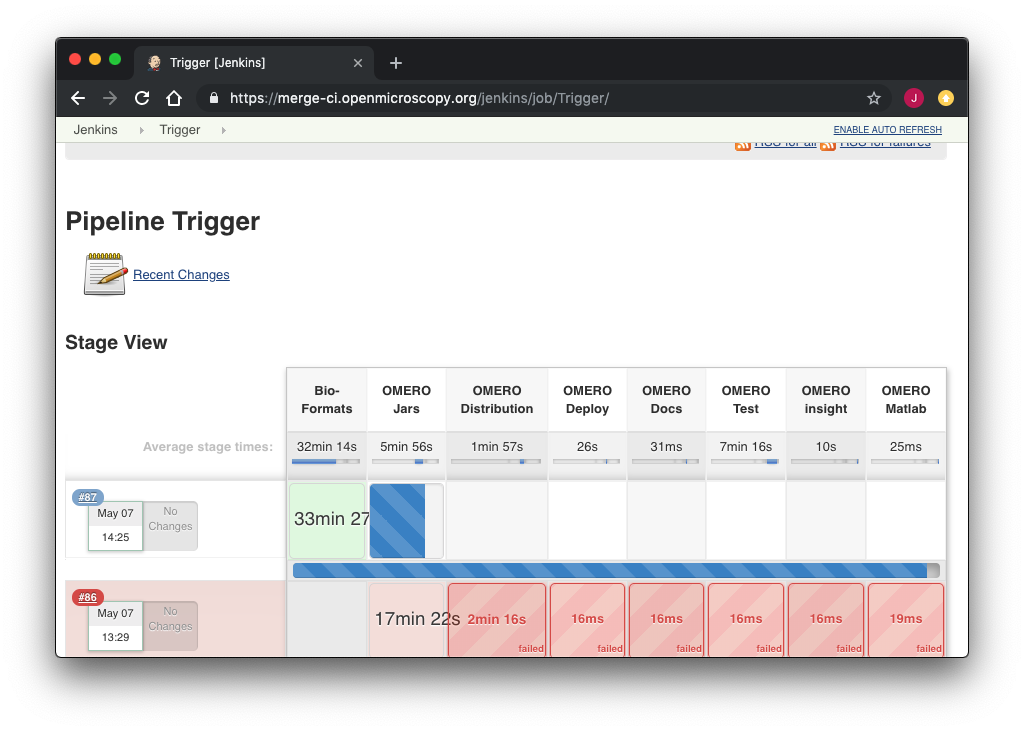 Trigger [Jenkins]
https://merge-ci.openmicroscopy.org/jenkins/job/Trigger/
J
Jenkins
Trigger
ENABLE AUTO REFRESH
RSS for all
RSS for failures
Pipeline Trigger
Recent Changes
Stage View
Bio-
Formats
OMERO
Jars
OMERO
Distribution
OMERO
Deploy
OMERO
Docs
OMERO
Test
OMERO
insight
OMERO
Matlab
Average stage times:
32min 14s
5min 56s
1min 57s
26s
31ms
7min 16s
10s
25ms
#87
May 07
14:25
No
Changes
33min 27
#86
May 07
13:29
No
Changes
17min 22s
2min 16s
failed
16ms
failed
16ms
failed
16ms
failed
16ms
failed
19ms
failed